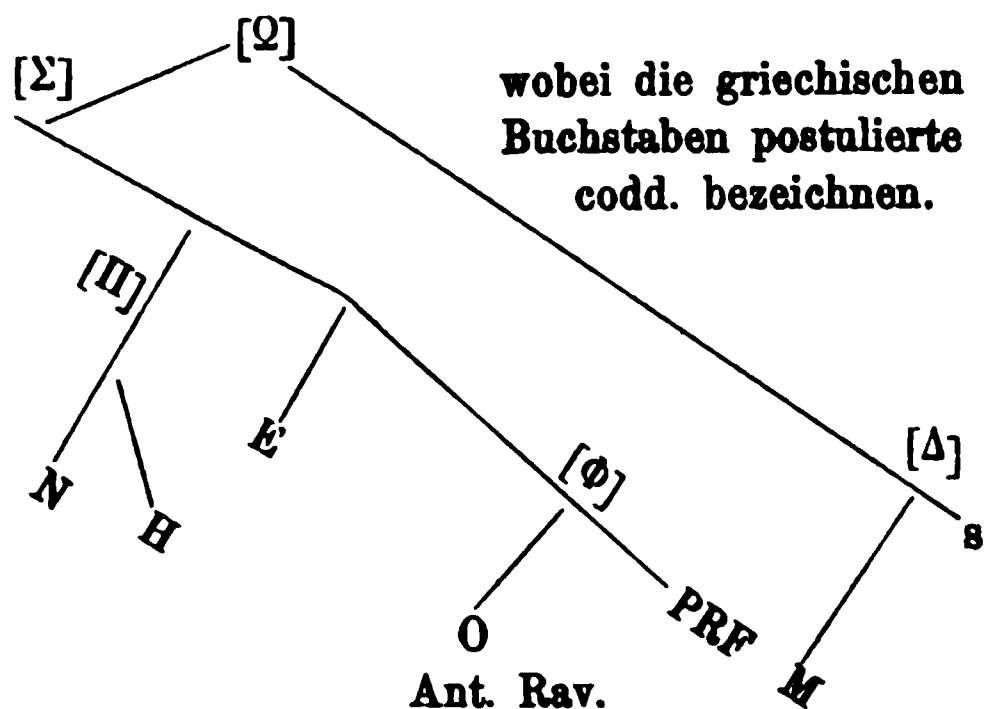 [Ω]
[Σ]
wobei die griechischen
Buchstaben postulierte
codd. bezeichnen.
[Π]
E
[Φ]
[Δ]
N
H
s
O
PRF
M
Ant. Rav.